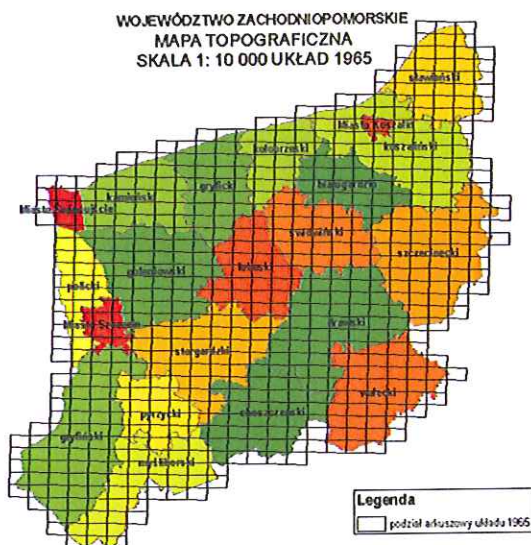 WOJEWÓDZTWO ZACHODNIOPOMORSKIE
MAPA TOPOGRAFICZNA
SKALA 1: 10 000 UKŁAD 1965
sławieński
Miasto Koszalin
kołobrzeski
koszaliński
gryficki
białogardzki
kamieński
Miasto Świnoujście
świdwiński
szczecinecki
goleniowski
łobeski
policki
Miasto Szczecin
drawski
stargardzki
wałecki
pyrzycki
choszczeński
gryfiński
myśliborski
Legenda
podział arkuszowy układu 1965